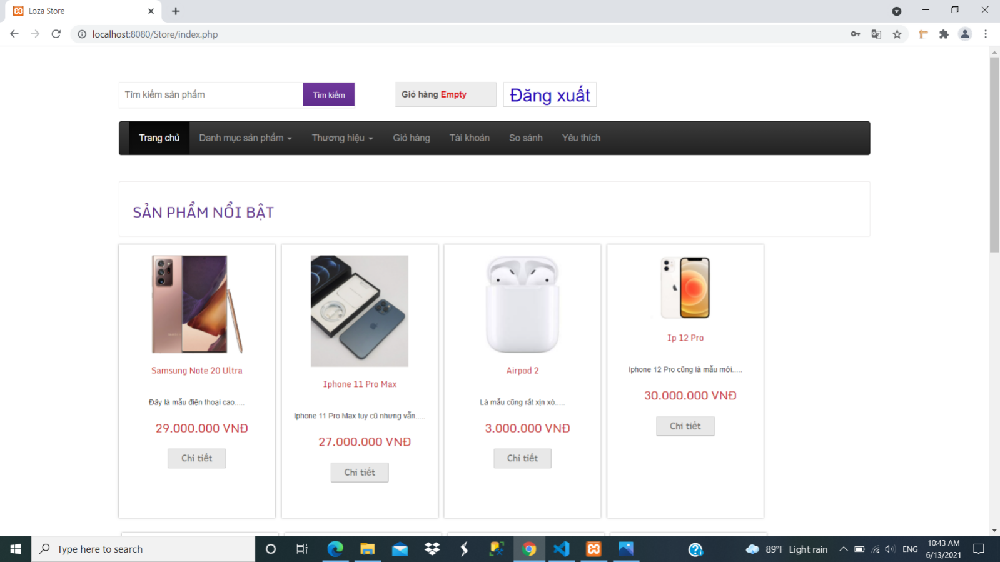 Loza Store
localhost:8080/Store/index.php
Tìm kiếm sản phẩm
Tìm kiếm
Giỏ hàng Empty
Đăng xuất
Trang chủ
Danh mục sản phẩm
Thương hiệu
Giỏ hàng
Tài khoản
So sánh
Yêu thích
SẢN PHẨM NỔI BẬT
Samsung Note 20 Ultra
Đây là mẫu điện thoại cao.....
29.000.000 VNĐ
Chi tiết
Iphone 11 Pro Max
Iphone 11 Pro Max tuy cũ nhưng vẫn.....
27.000.000 VNĐ
Chi tiết
Airpod 2
Là mẫu cũng rất xịn xò.....
3.000.000 VNĐ
Chi tiết
Ip 12 Pro
Iphone 12 Pro cũng là mẫu mới.....
30.000.000 VNĐ
Chi tiết
Type here to search
89°F Light rain
ENG
10:43 AM
6/13/2021